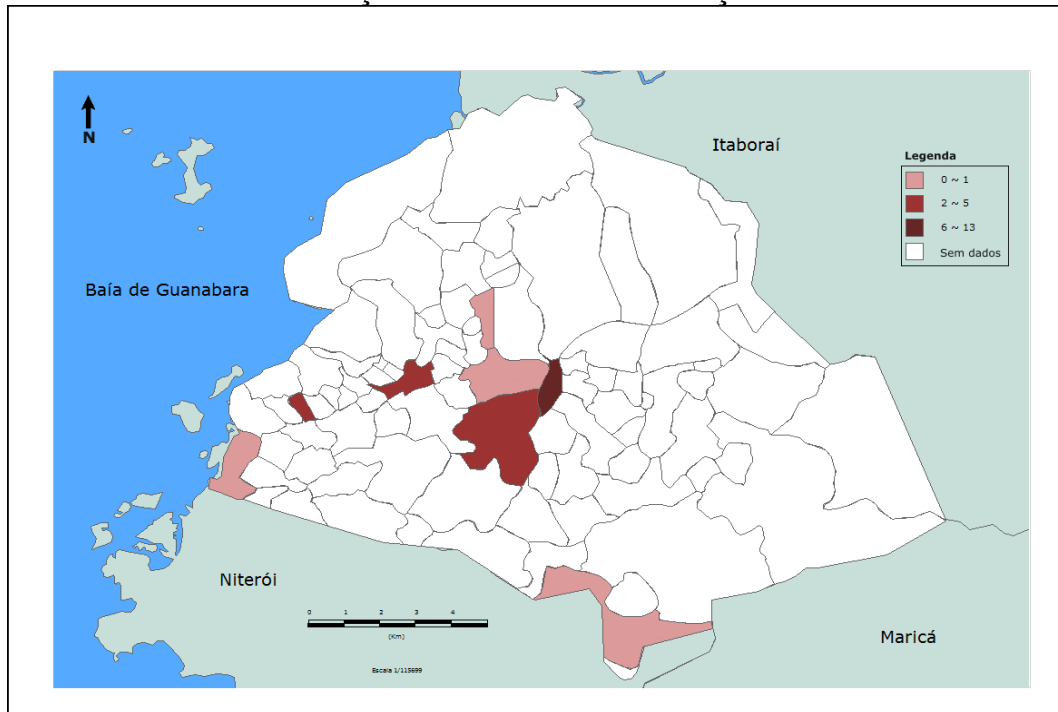 N
Itaboraí
Legenda
0 ~ 1
2 ~ 5
6 ~ 13
Sem dados
Baía de Guanabara
Niterói
0 1 2 3 4
(Km)
Escala 1/115699
Maricá